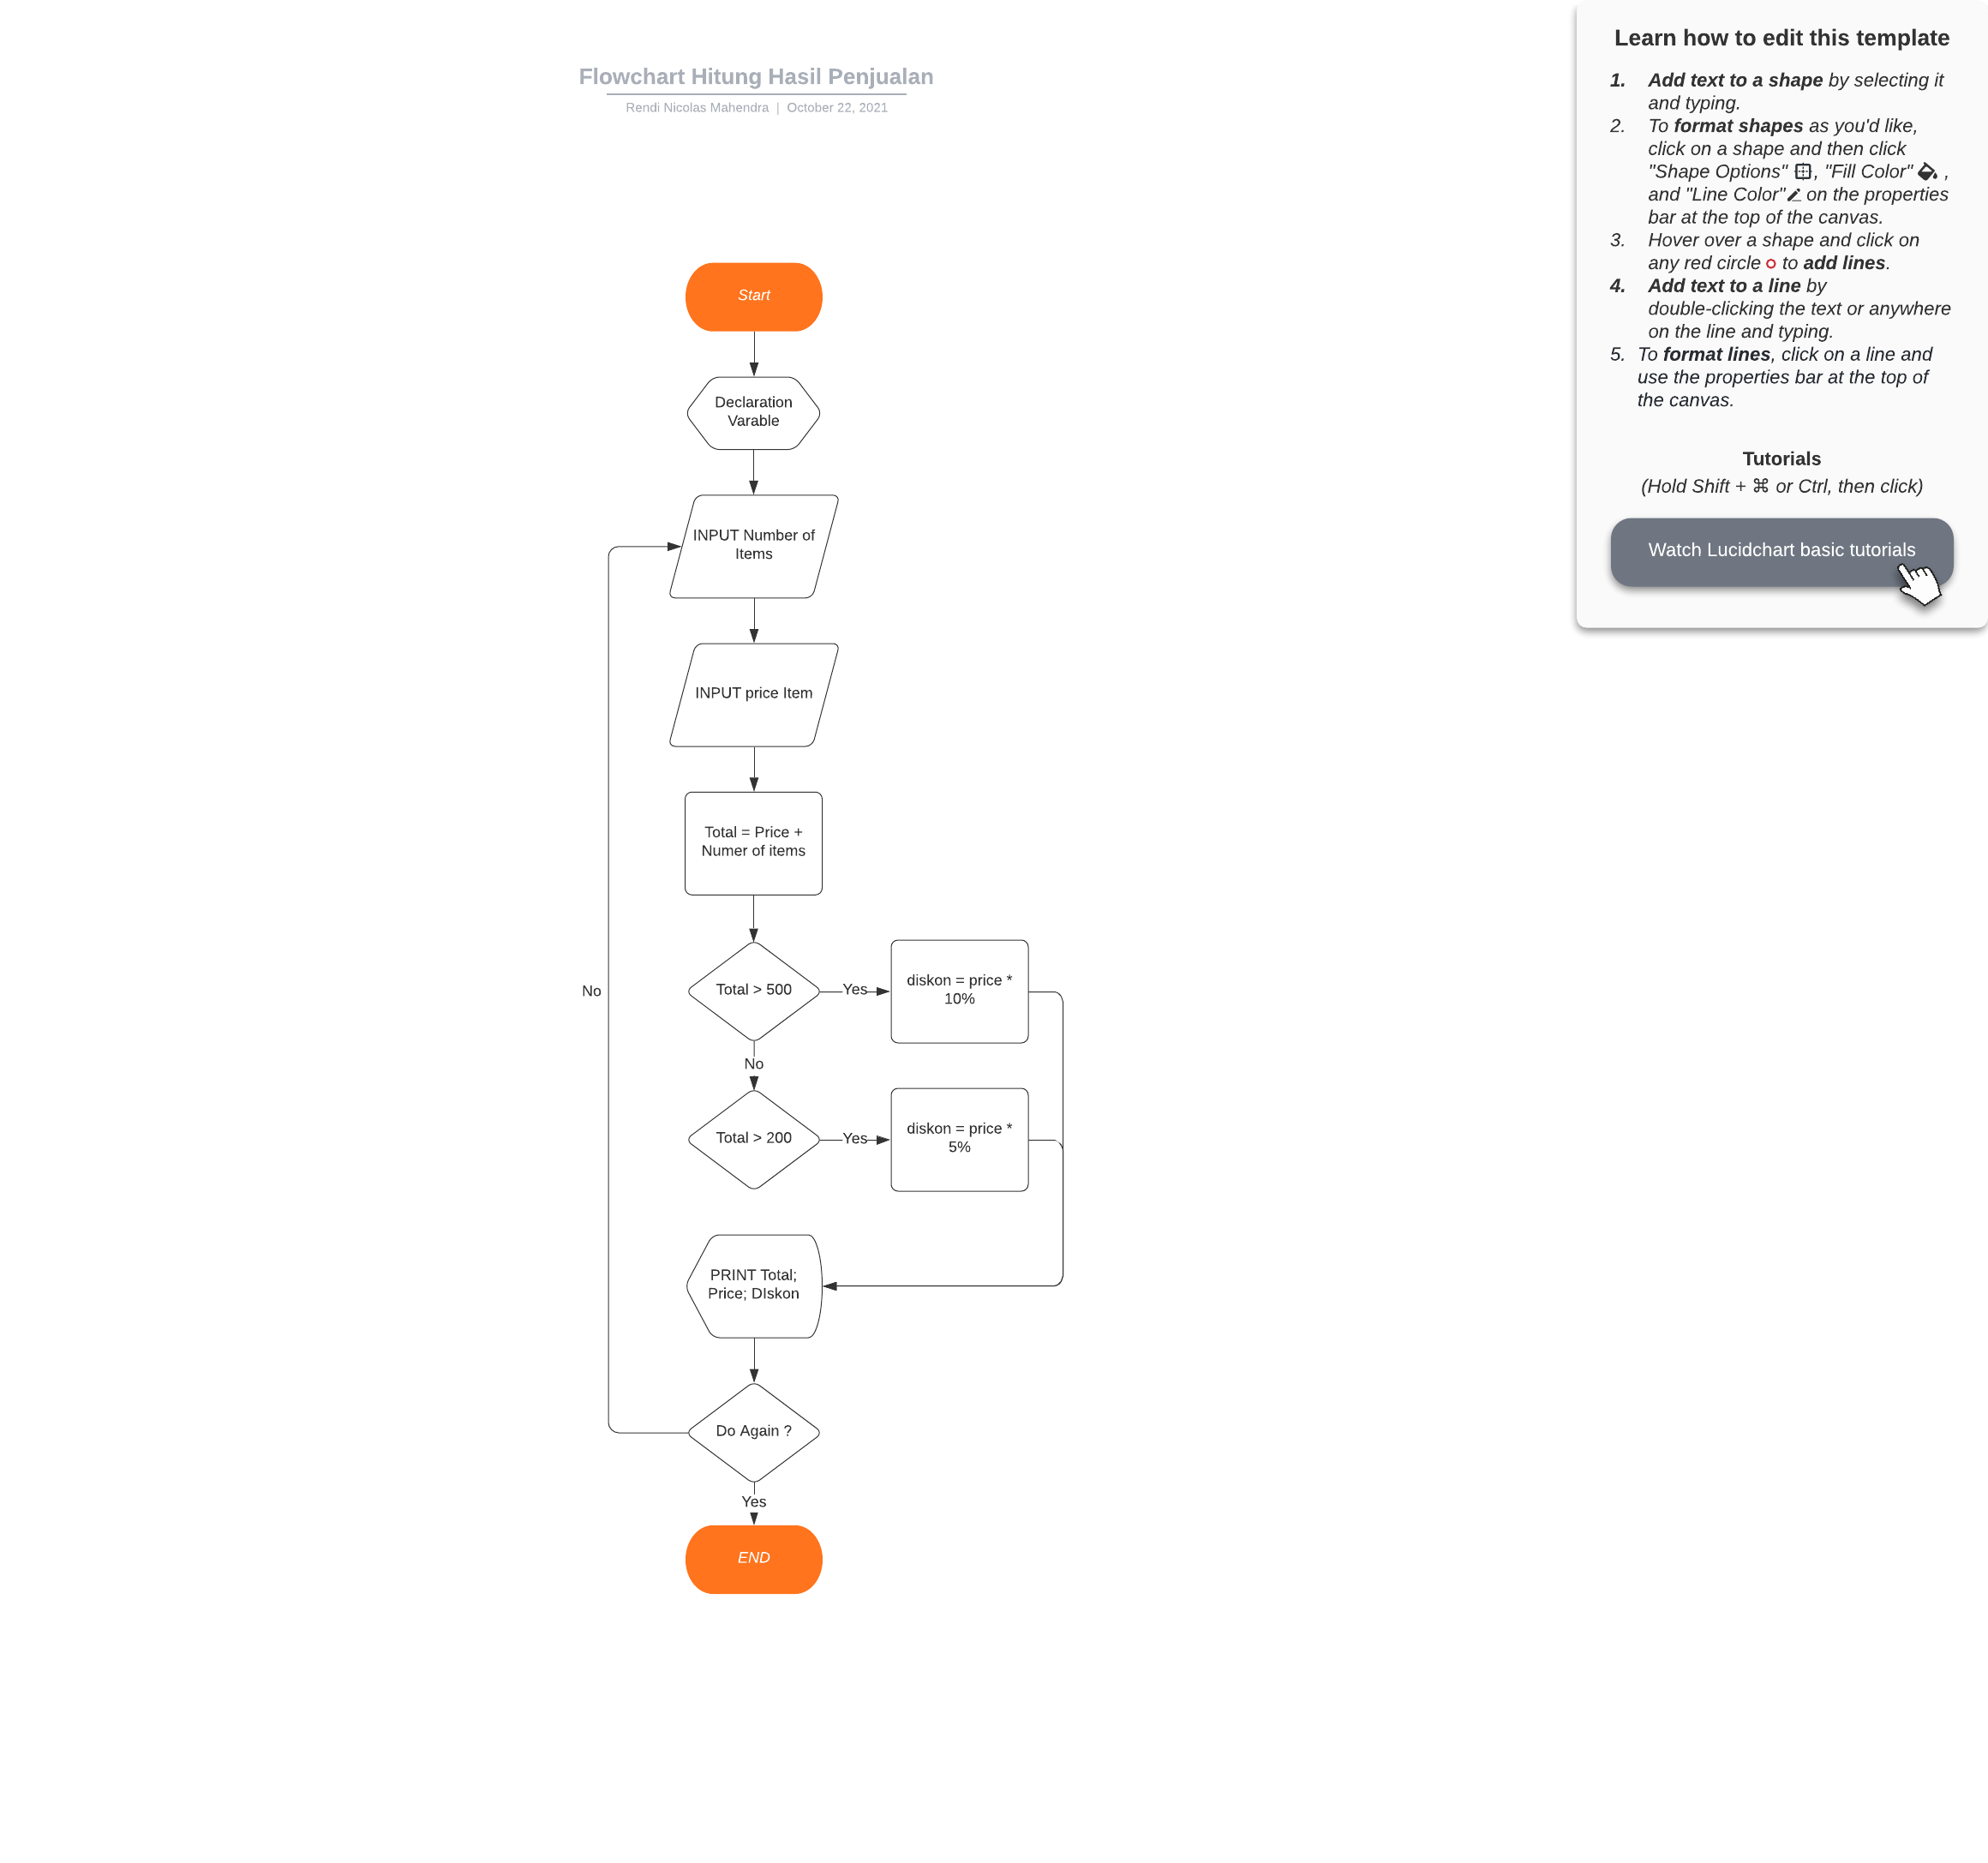 Flowchart Hitung Hasil Penjualan
Rendi Nicolas Mahendra | October 22, 2021
Start
Declaration
Varable
INPUT Number of
Items
INPUT price Item
Total = Price +
Numer of items
Total > 500
Yes
diskon = price *
10%
No
No
Total > 200
Yes
diskon = price *
5%
PRINT Total;
Price; DIskon
Do Again ?
Yes
END
Learn how to edit this template
1. Add text to a shape by selecting it
and typing.
2. To format shapes as you'd like,
click on a shape and then click
"Shape Options" , "Fill Color" ,
and "Line Color" on the properties
bar at the top of the canvas.
3. Hover over a shape and click on
any red circle to add lines.
4. Add text to a line by
double-clicking the text or anywhere
on the line and typing.
5. To format lines, click on a line and
use the properties bar at the top of
the canvas.
Tutorials
(Hold Shift + ⌘ or Ctrl, then click)
Watch Lucidchart basic tutorials